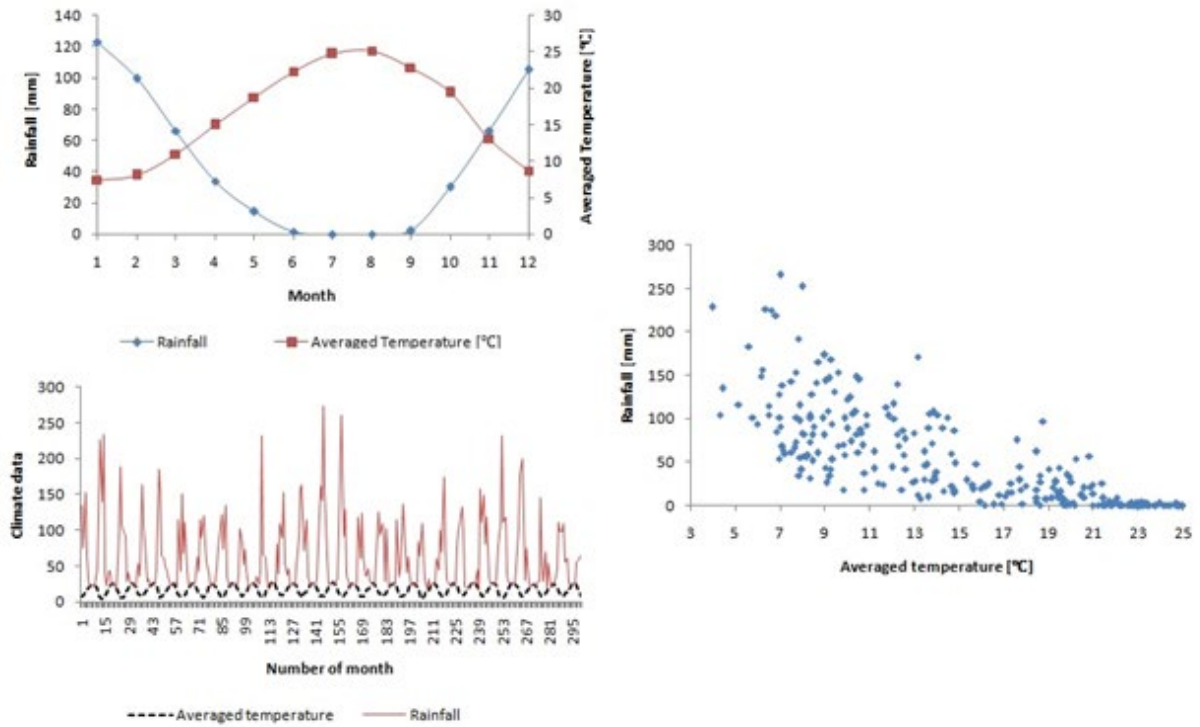 140
120
100
80
60
40
20
0
Rainfall [mm]
30
25
20
15
10
5
0
Averaged Temperature [°C]
1 2 3 4 5 6 7 8 9 10 11 12
Month
Rainfall Averaged Temperature [°C]
300
250
200
150
100
50
0
Climate data
1 15 29 43 57 71 85 99 113 127 141 155 169 183 197 211 225 239 253 267 281 295
Number of month
Averaged temperature Rainfall
300
250
200
150
100
50
0
Rainfall [mm]
3 5 7 9 11 13 15 17 19 21 23 25
Averaged temperature [°C]